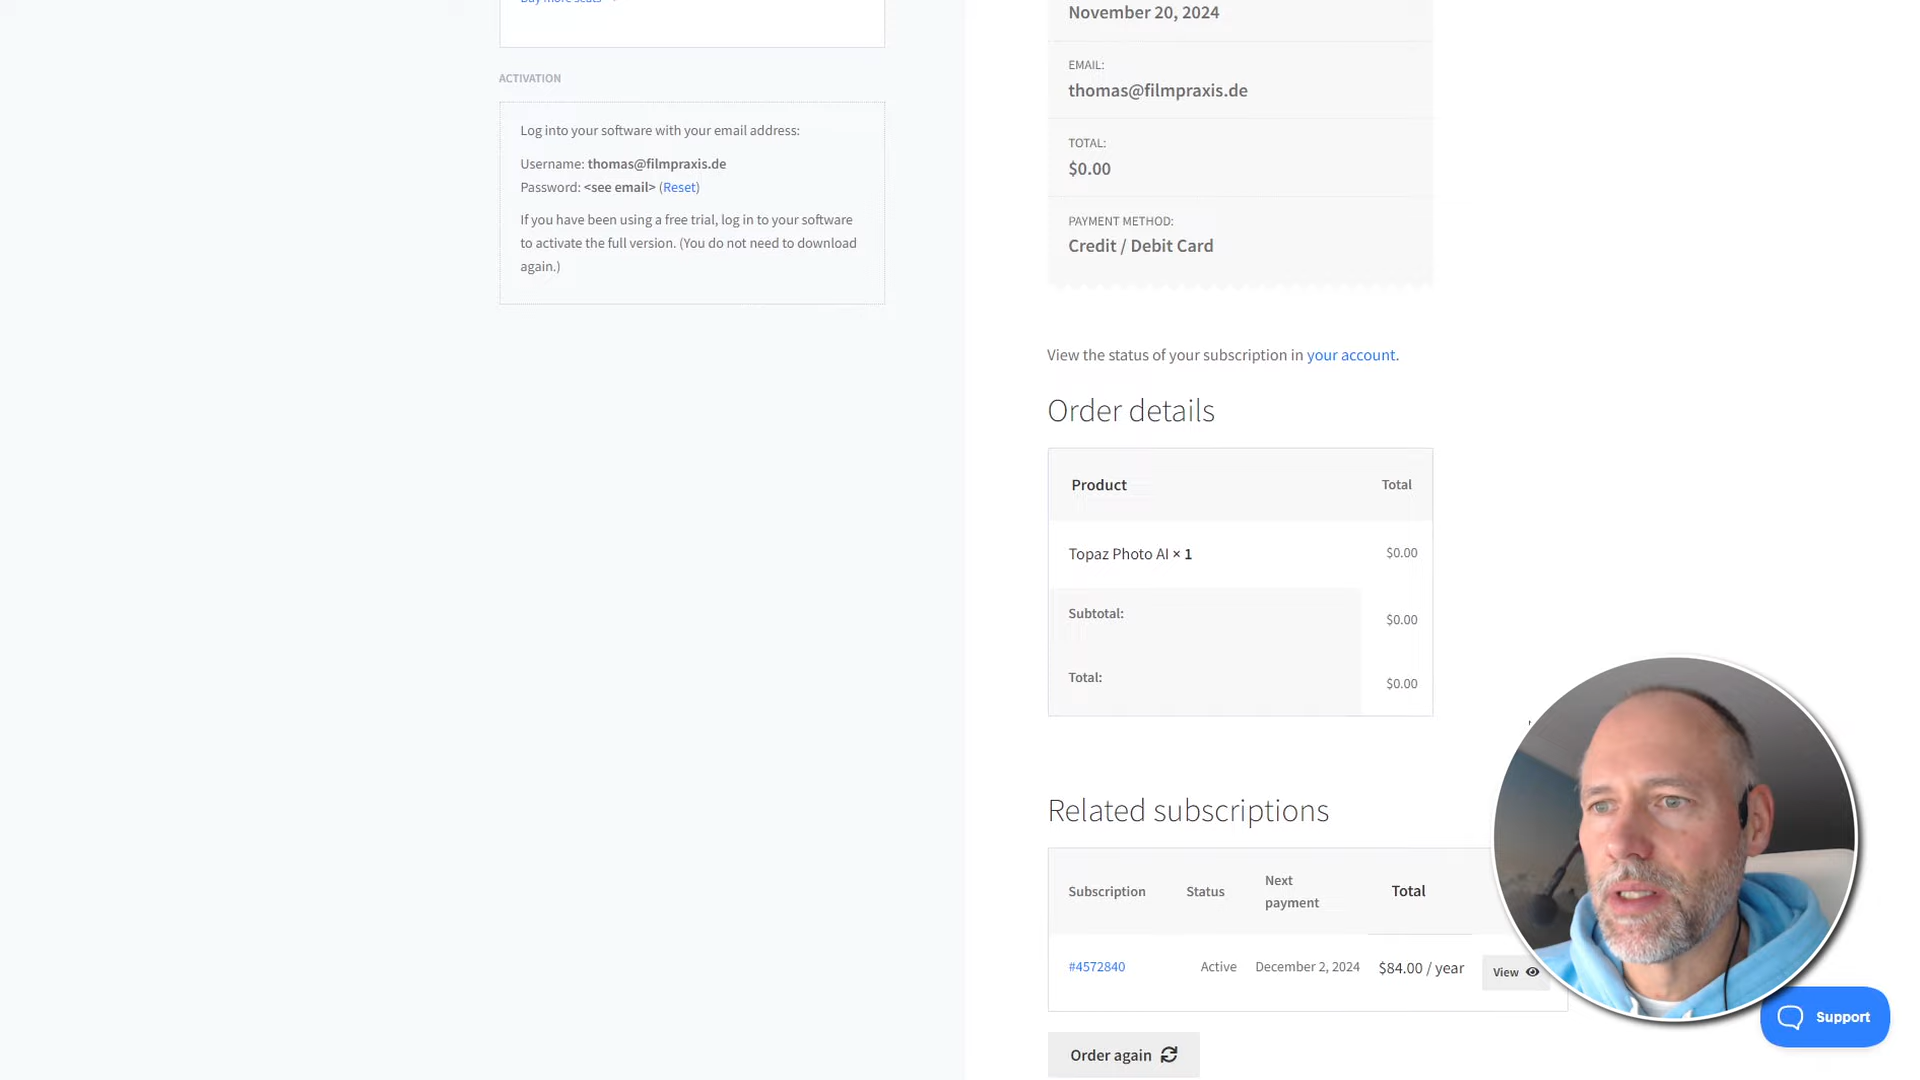 Buy more seats
ACTIVATION
Log into your software with your email address:
Username: thomas@filmpraxis.de
Password: <see email> (Reset)
If you have been using a free trial, log in to your software
to activate the full version. (You do not need to download
again.)
November 20, 2024
EMAIL:
thomas@filmpraxis.de
TOTAL:
$0.00
PAYMENT METHOD:
Credit / Debit Card
View the status of your subscription in your account.
Order details
Product Total
Topaz Photo AI × 1 $0.00
Subtotal: $0.00
Total: $0.00
Related subscriptions
Subscription Status Next payment Total
#4572840 Active December 2, 2024 $84.00 / year View
Order again
Support